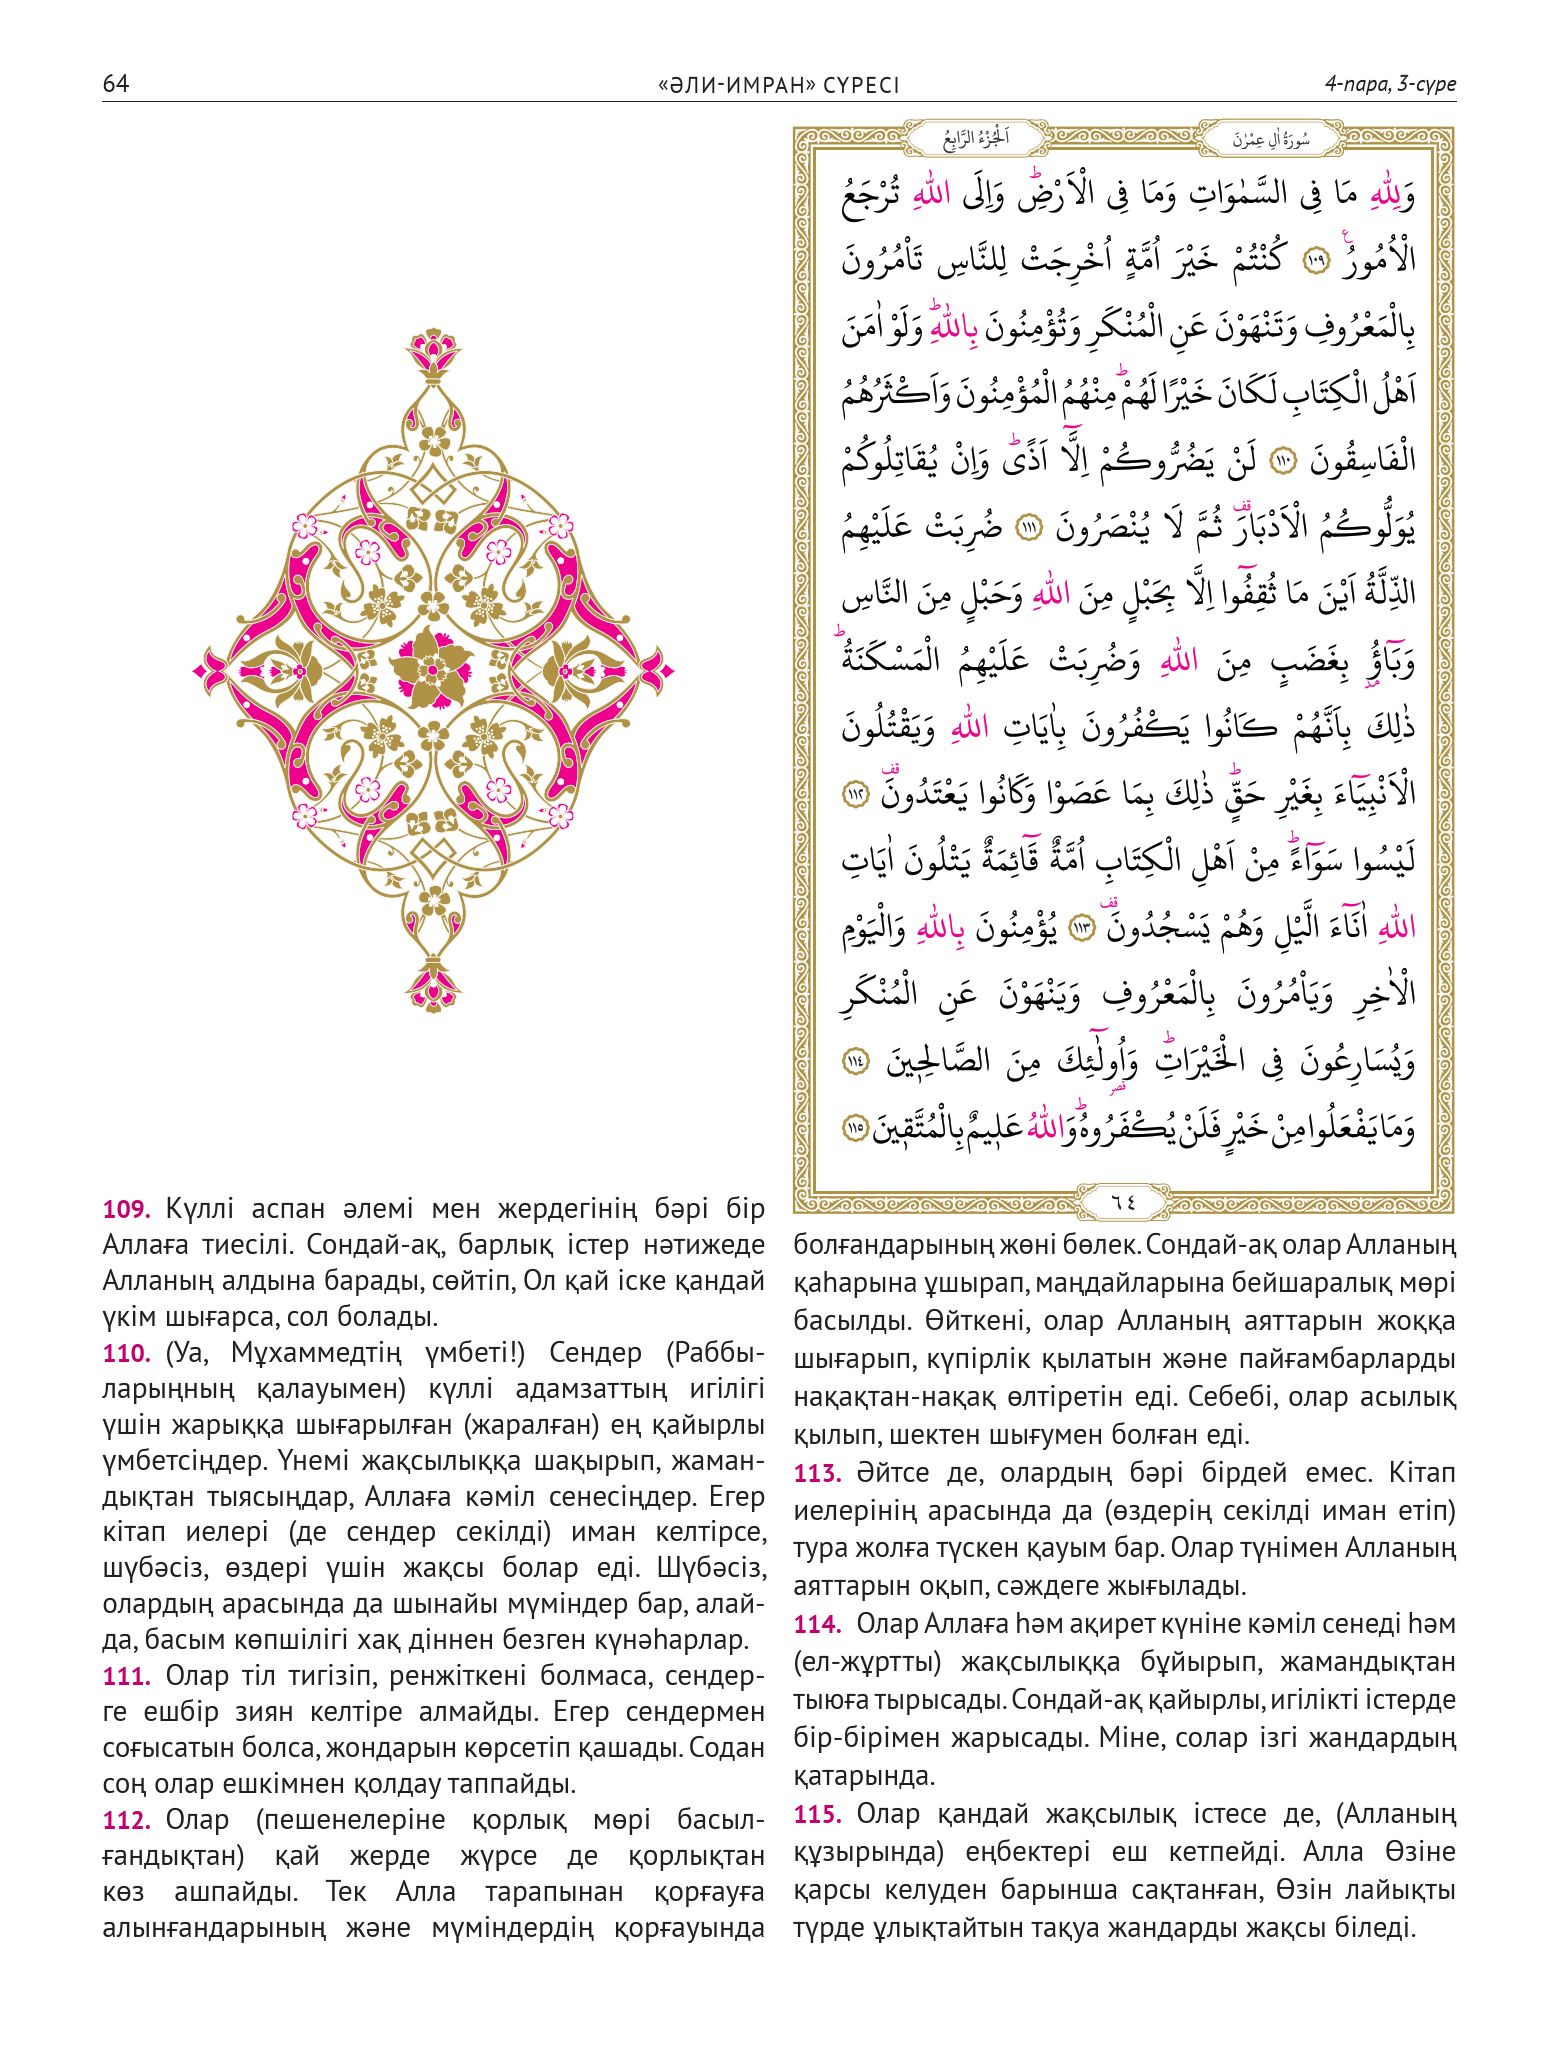 64
«ӘЛИ-ИМРАН» СҮРЕСІ
4-пара, 3-сүре
سُورَةُ اٰلِ عِمْرٰنَ
اَلْجُزْءُ الرَّابِعُ
وَلِلّٰهِ مَا فِى السَّمٰوَاتِ وَمَا فِى الْاَرْضِۜ وَاِلَى اللّٰهِ تُرْجَعُ
الْاُمُورُ۟ ﴿١٠٩﴾ كُنْتُمْ خَيْرَ اُمَّةٍ اُخْرِجَتْ لِلنَّاسِ تَاْمُرُونَ
بِالْمَعْرُوفِ وَتَنْهَوْنَ عَنِ الْمُنْكَرِ وَتُؤْمِنُونَ بِاللّٰهِۜ وَلَوْ اٰمَنَ
اَهْلُ الْكِتَابِ لَكَانَ خَيْرًا لَهُمْۜ مِنْهُمُ الْمُؤْمِنُونَ وَاَكْثَرُهُمُ
الْفَاسِقُونَ ﴿١١٠﴾ لَنْ يَضُرُّوكُمْ اِلَّٓا اَذًىۜ وَاِنْ يُقَاتِلُوكُمْ
يُوَلُّوكُمُ الْاَدْبَارَ۠ ثُمَّ لَا يُنْصَرُونَ ﴿١١١﴾ ضُرِبَتْ عَلَيْهِمُ
الذِّلَّةُ اَيْنَ مَا ثُقِفُٓوا اِلَّا بِحَبْلٍ مِنَ اللّٰهِ وَحَبْلٍ مِنَ النَّاسِ
وَبَٓاؤُ۫ بِغَضَبٍ مِنَ اللّٰهِ وَضُرِبَتْ عَلَيْهِمُ الْمَسْكَنَةُۜ
ذٰلِكَ بِاَنَّهُمْ كَانُوا يَكْفُرُونَ بِاٰيَاتِ اللّٰهِ وَيَقْتُلُونَ
الْاَنْبِيَٓاءَ بِغَيْرِ حَقٍّۜ ذٰلِكَ بِمَا عَصَوْا وَكَانُوا يَعْتَدُونَ۠ ﴿١١٢﴾
لَيْسُوا سَوَٓاءًۜ مِنْ اَهْلِ الْكِتَابِ اُمَّةٌ قَٓائِمَةٌ يَتْلُونَ اٰيَاتِ
اللّٰهِ اٰنَٓاءَ الَّيْلِ وَهُمْ يَسْجُدُونَ۠ ﴿١١٣﴾ يُؤْمِنُونَ بِاللّٰهِ وَالْيَوْمِ
الْاٰخِرِ وَيَاْمُرُونَ بِالْمَعْرُوفِ وَيَنْهَوْنَ عَنِ الْمُنْكَرِ
وَيُسَارِعُونَ فِى الْخَيْرَاتِۜ وَاُولٰٓئِكَ مِنَ الصَّالِحٖينَ ﴿١١٤﴾
وَمَا يَفْعَلُوا مِنْ خَيْرٍ فَلَنْ يُكْفَرُوهُۜ وَاللّٰهُ عَلٖيمٌ بِالْمُتَّقٖينَ ﴿١١٥﴾
٦٤
109. Күллі аспан әлемі мен жердегінің бәрі бір
Аллаға тиесілі. Сондай-ақ, барлық істер нәтижеде
Алланың алдына барады, сөйтіп, Ол қай іске қандай
үкім шығарса, сол болады.
110. (Уа, Мұхаммедтің үмбеті!) Сендер (Раббы-
ларыңның қалауымен) күллі адамзаттың игілігі
үшін жарыққа шығарылған (жаралған) ең қайырлы
үмбетсіңдер. Үнемі жақсылыққа шақырып, жаман-
дықтан тыясыңдар, Аллаға кәміл сенесіңдер. Егер
кітап иелері (де сендер секілді) иман келтірсе,
шүбәсіз, өздері үшін жақсы болар еді. Шүбәсіз,
олардың арасында да шынайы мүміндер бар, алай-
да, басым көпшілігі хақ діннен безген күнәһарлар.
111. Олар тіл тигізіп, ренжіткені болмаса, сендер-
ге ешбір зиян келтіре алмайды. Егер сендермен
соғысатын болса, жондарын көрсетіп қашады. Содан
соң олар ешкімнен қолдау таппайды.
112. Олар (пешенелеріне қорлық мөрі басыл-
ғандықтан) қай жерде жүрсе де қорлықтан
көз ашпайды. Тек Алла тарапынан қорғауға
алынғандарының және мүміндердің қорғауында
болғандарының жөні бөлек. Сондай-ақ олар Алланың
қаһарына ұшырап, маңдайларына бейшаралық мөрі
басылды. Өйткені, олар Алланың аяттарын жоққа
шығарып, күпірлік қылатын және пайғамбарларды
нақақтан-нақақ өлтіретін еді. Себебі, олар асылық
қылып, шектен шығумен болған еді.
113. Әйтсе де, олардың бәрі бірдей емес. Кітап
иелерінің арасында да (өздерің секілді иман етіп)
тура жолға түскен қауым бар. Олар түнімен Алланың
аяттарын оқып, сәждеге жығылады.
114. Олар Аллаға һәм ақирет күніне кәміл сенеді һәм
(ел-жұртты) жақсылыққа бұйырып, жамандықтан
тыюға тырысады. Сондай-ақ қайырлы, игілікті істерде
бір-бірімен жарысады. Міне, солар ізгі жандардың
қатарында.
115. Олар қандай жақсылық істесе де, (Алланың
құзырында) еңбектері еш кетпейді. Алла Өзіне
қарсы келуден барынша сақтанған, Өзін лайықты
түрде ұлықтайтын тақуа жандарды жақсы біледі.